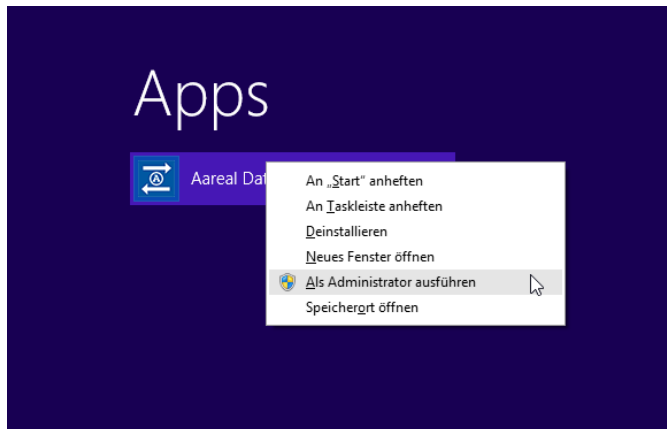 Apps
Aareal Dat
An „Start“ anheften
An Taskleiste anheften
Deinstallieren
Neues Fenster öffnen
Als Administrator ausführen
Speicherort öffnen